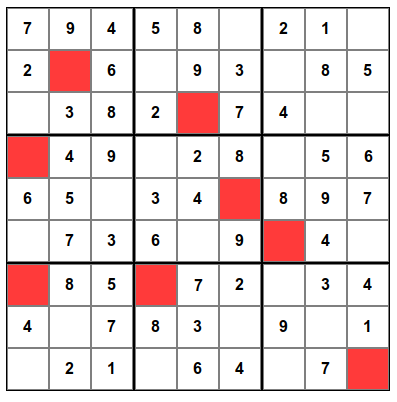 7 9 4 5 8 2 1
2 6 9 3 8 5
3 8 2 7 4
4 9 2 8 5 6
6 5 3 4 8 9 7
7 3 6 9 4
8 5 7 2 3 4
4 7 8 3 9 1
2 1 6 4 7